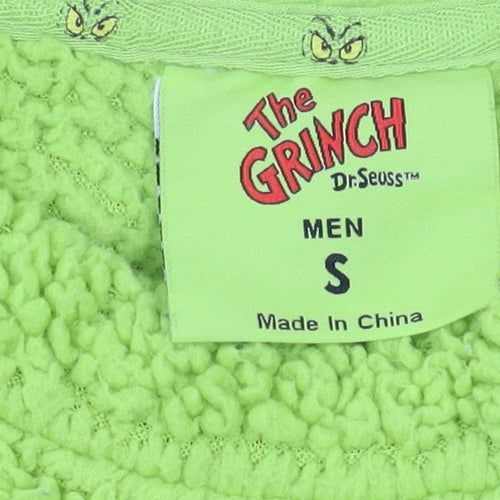 The
GRINCH
Dr. Seuss™
MEN
S
Made In China